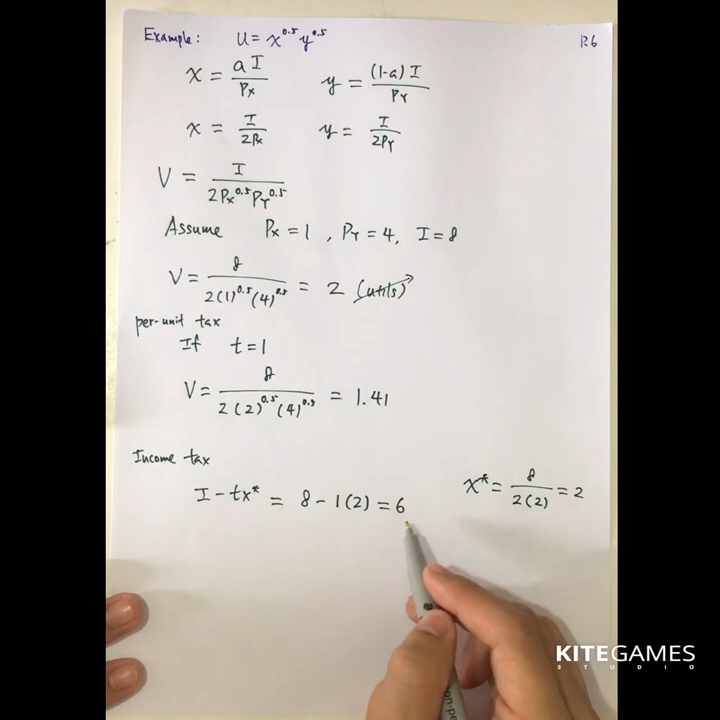 Example: U = x^0.5 y^0.5 R6
x = aI / Px y = (1-a) I / PY
x = I / 2Px y = I / 2PY
V = I / 2Px^0.5 PY^0.5
Assume Px = 1, PY = 4, I = 8
V = 8 / 2(1)^0.5 (4)^0.5 = 2 (utils)
per-unit tax
If t = 1
V = 8 / 2(2)^0.5 (4)^0.5 = 1.41
Income tax
I - tx* = 8 - 1(2) = 6 x* = 8 / 2(2) = 2
KITEGAMES
STUDIO